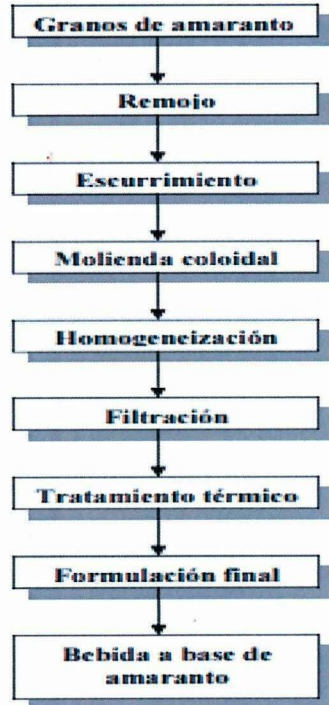 Granos de amaranto
Remojo
Escurrimiento
Molienda coloidal
Homogeneización
Filtración
Tratamiento térmico
Formulación final
Bebida a base de
amaranto